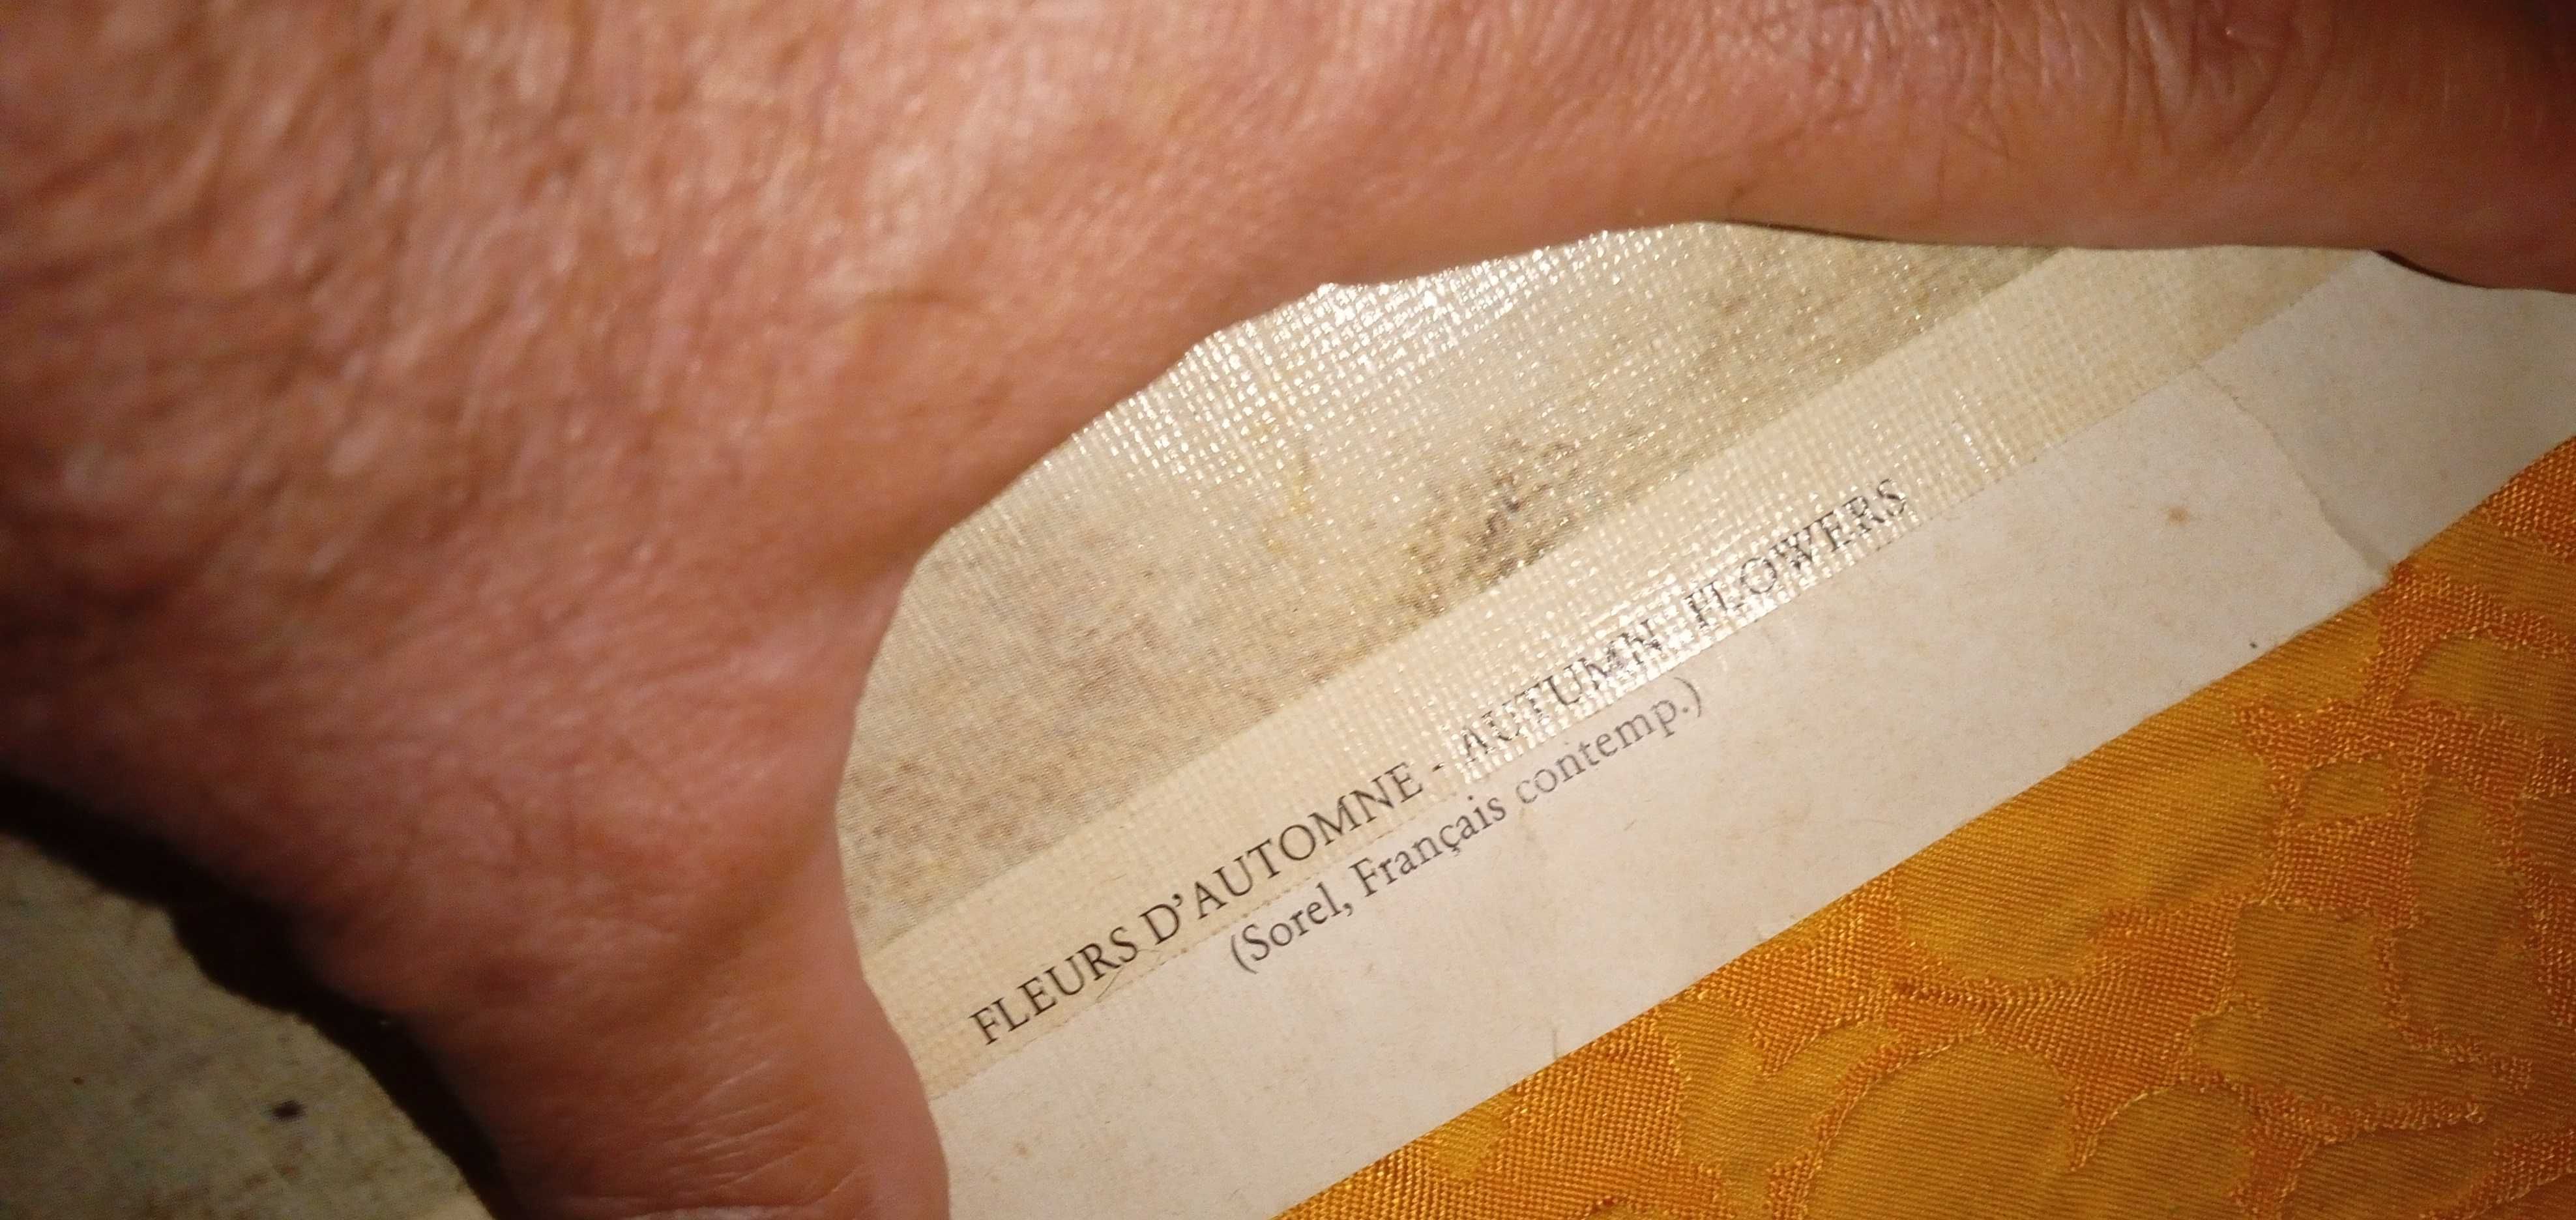 FLEURS D'AUTOMNE - AUTUMN FLOWERS
(Sorel, Français contemp.)